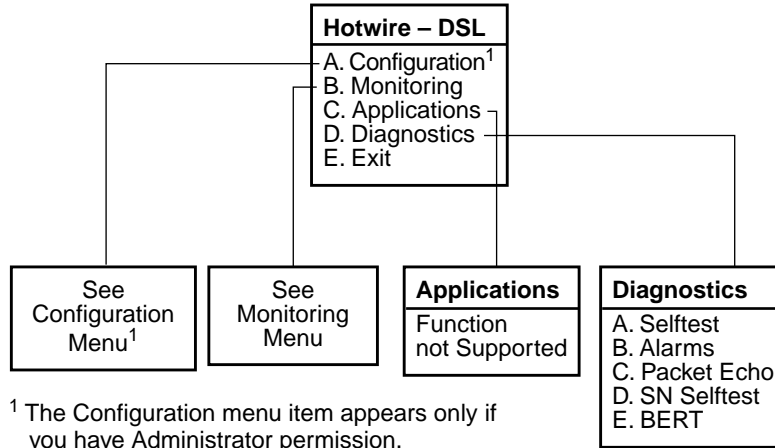 Hotwire – DSL
A. Configuration¹
B. Monitoring
C. Applications
D. Diagnostics
E. Exit
See
Configuration
Menu¹
See
Monitoring
Menu
Applications
Function
not Supported
Diagnostics
A. Selftest
B. Alarms
C. Packet Echo
D. SN Selftest
E. BERT
¹ The Configuration menu item appears only if
you have Administrator permission.